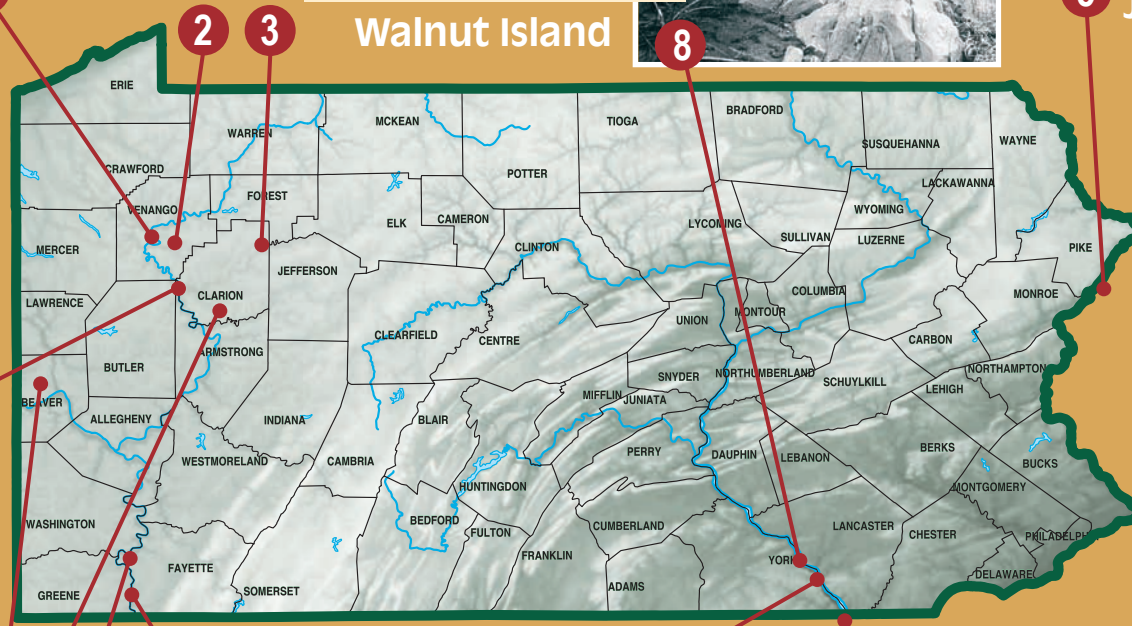 2
3
Walnut Island
8
ERIE
WARREN
MCKEAN
TIOGA
BRADFORD
SUSQUEHANNA
WAYNE
CRAWFORD
POTTER
LACKAWANNA
FOREST
VENANGO
ELK
CAMERON
LYCOMING
WYOMING
SULLIVAN
LUZERNE
PIKE
MERCER
CLINTON
JEFFERSON
LAWRENCE
CLARION
COLUMBIA
MONROE
UNION
MONTOUR
CLEARFIELD
CENTRE
CARBON
ARMSTRONG
BUTLER
SNYDER
NORTHUMBERLAND
SCHUYLKILL
NORTHAMPTON
LEHIGH
BEAVER
MIFFLIN
JUNIATA
ALLEGHENY
INDIANA
BLAIR
BERKS
WESTMORELAND
CAMBRIA
PERRY
DAUPHIN
LEBANON
BUCKS
HUNTINGDON
MONTGOMERY
WASHINGTON
BEDFORD
FULTON
CUMBERLAND
LANCASTER
CHESTER
PHILADELPH
FRANKLIN
YORK
FAYETTE
DELAWARE
GREENE
SOMERSET
ADAMS